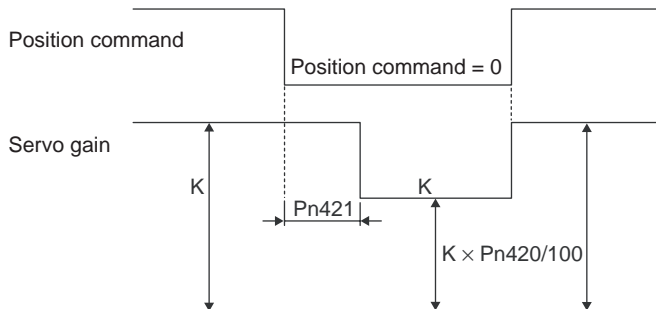 Position command
Position command = 0
Servo gain
K
K
Pn421
K × Pn420/100